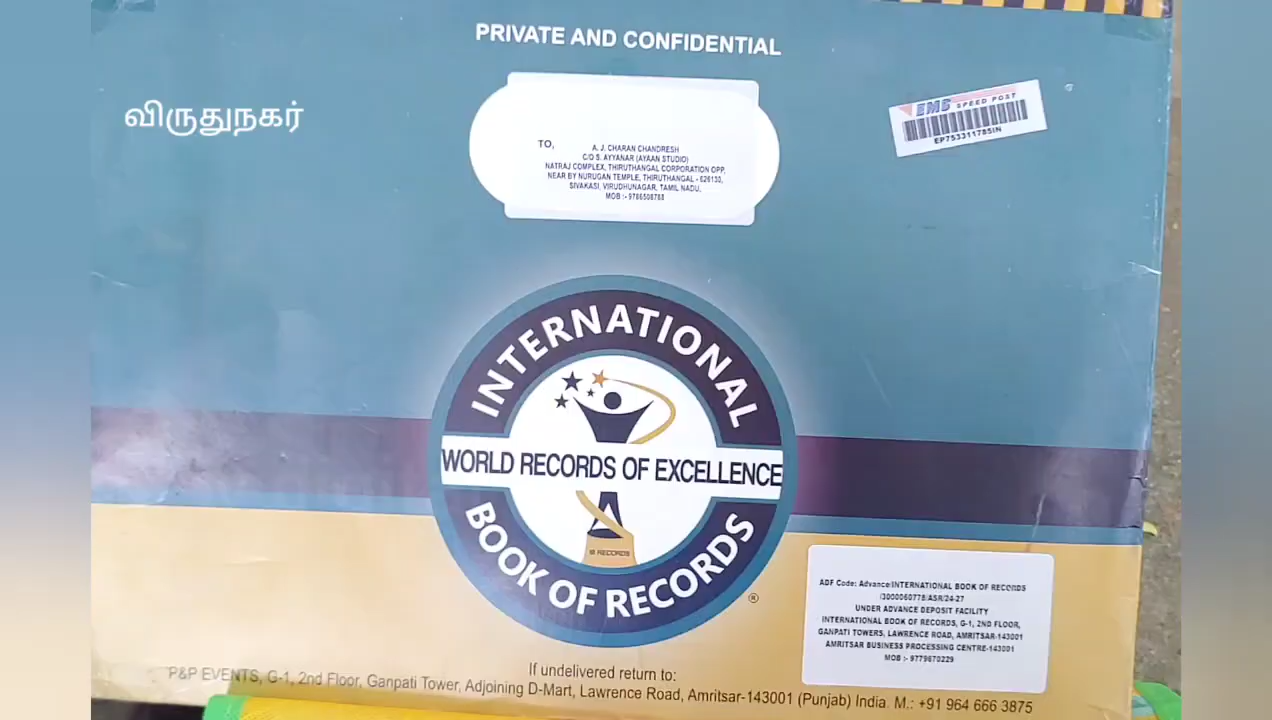 PRIVATE AND CONFIDENTIAL
விருதுநகர்
EMS SPEED POST
EP753311785IN
TO,
A. J. CHARAN CHANDRESH
C/O S. AYYANAR (AYAAN STUDIO)
NATRAJ COMPLEX, THIRUTHANGAL CORPORATION OPP,
NEAR BY NURUGAN TEMPLE, THIRUTHANGAL - 626130,
SIVAKASI, VIRUDHUNAGAR, TAMIL NADU,
MOB :- 9786508788
INTERNATIONAL
WORLD RECORDS OF EXCELLENCE
IB RECORDS
BOOK OF RECORDS
®
ADF Code: Advance/INTERNATIONAL BOOK OF RECORDS
/3000060778/ASR/24-27
UNDER ADVANCE DEPOSIT FACILITY
INTERNATIONAL BOOK OF RECORDS, G-1, 2ND FLOOR,
GANPATI TOWERS, LAWRENCE ROAD, AMRITSAR-143001
AMRITSAR BUSINESS PROCESSING CENTRE-143001
MOB :- 9779670229
If undelivered return to:
P&P EVENTS, G-1, 2nd Floor, Ganpati Tower, Adjoining D-Mart, Lawrence Road, Amritsar-143001 (Punjab) India. M.: +91 964 666 3875